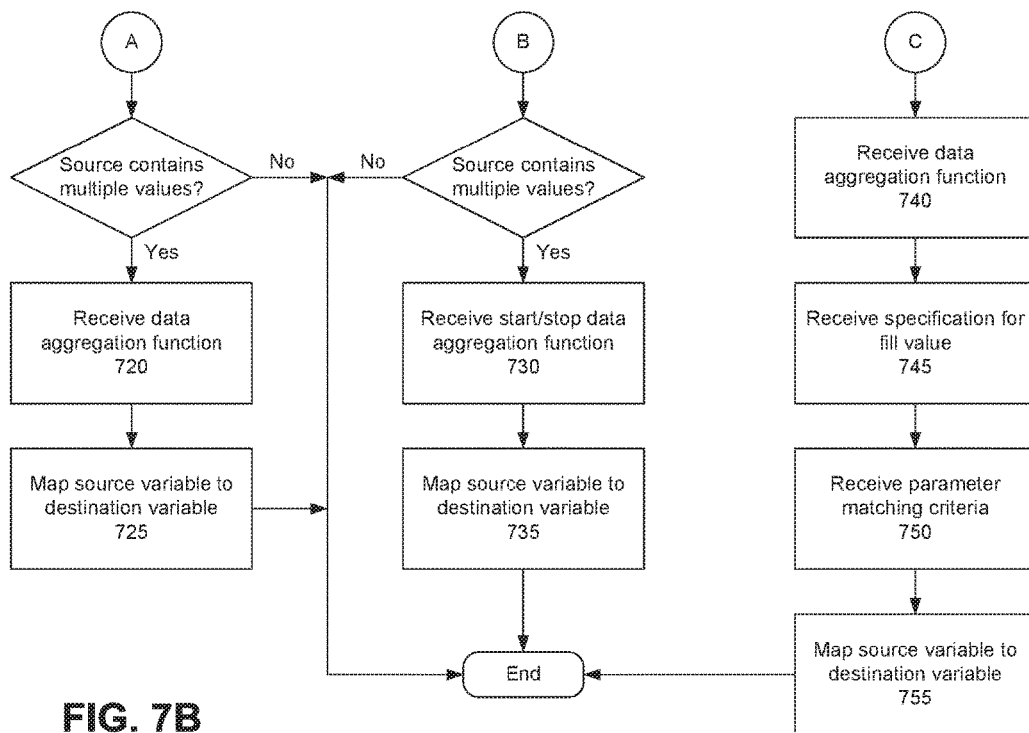 A
B
C
Source contains
multiple values?
No
Yes
Receive data
aggregation function
720
Map source variable to
destination variable
725
Source contains
multiple values?
No
Yes
Receive start/stop data
aggregation function
730
Map source variable to
destination variable
735
Receive data
aggregation function
740
Receive specification for
fill value
745
Receive parameter
matching criteria
750
Map source variable to
destination variable
755
End
FIG. 7B